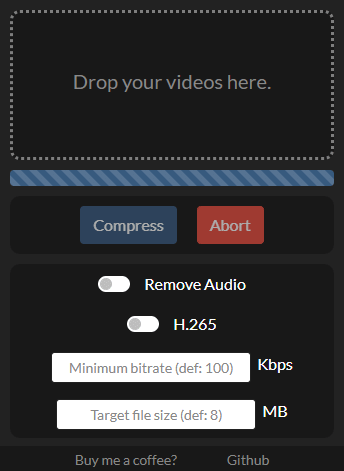 Drop your videos here.
Compress Abort
Remove Audio
H.265
Minimum bitrate (def: 100) Kbps
Target file size (def: 8) MB
Buy me a coffee? Github